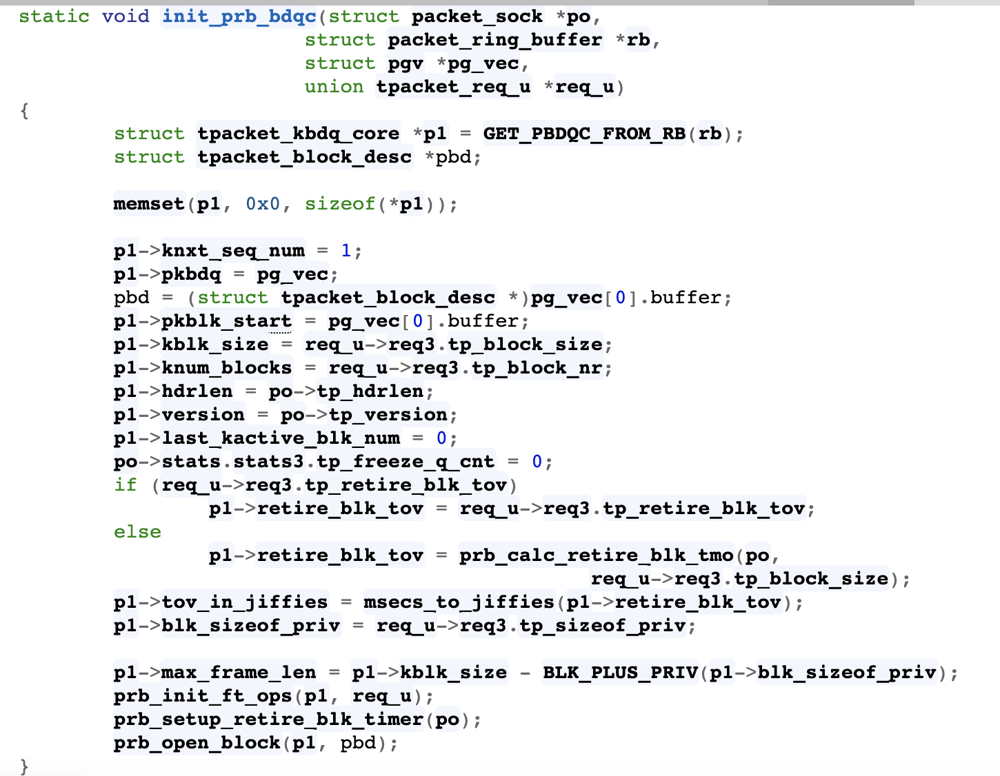 static void init_prb_bdqc(struct packet_sock *po,
                        struct packet_ring_buffer *rb,
                        struct pgv *pg_vec,
                        union tpacket_req_u *req_u)
{
        struct tpacket_kbdq_core *p1 = GET_PBDQC_FROM_RB(rb);
        struct tpacket_block_desc *pbd;

        memset(p1, 0x0, sizeof(*p1));

        p1->knxt_seq_num = 1;
        p1->pkbdq = pg_vec;
        pbd = (struct tpacket_block_desc *)pg_vec[0].buffer;
        p1->pkblk_start = pg_vec[0].buffer;
        p1->kblk_size = req_u->req3.tp_block_size;
        p1->knum_blocks = req_u->req3.tp_block_nr;
        p1->hdrlen = po->tp_hdrlen;
        p1->version = po->tp_version;
        p1->last_kactive_blk_num = 0;
        po->stats.stats3.tp_freeze_q_cnt = 0;
        if (req_u->req3.tp_retire_blk_tov)
                p1->retire_blk_tov = req_u->req3.tp_retire_blk_tov;
        else
                p1->retire_blk_tov = prb_calc_retire_blk_tmo(po,
                                                req_u->req3.tp_block_size);
        p1->tov_in_jiffies = msecs_to_jiffies(p1->retire_blk_tov);
        p1->blk_sizeof_priv = req_u->req3.tp_sizeof_priv;

        p1->max_frame_len = p1->kblk_size - BLK_PLUS_PRIV(p1->blk_sizeof_priv);
        prb_init_ft_ops(p1, req_u);
        prb_setup_retire_blk_timer(po);
        prb_open_block(p1, pbd);
}